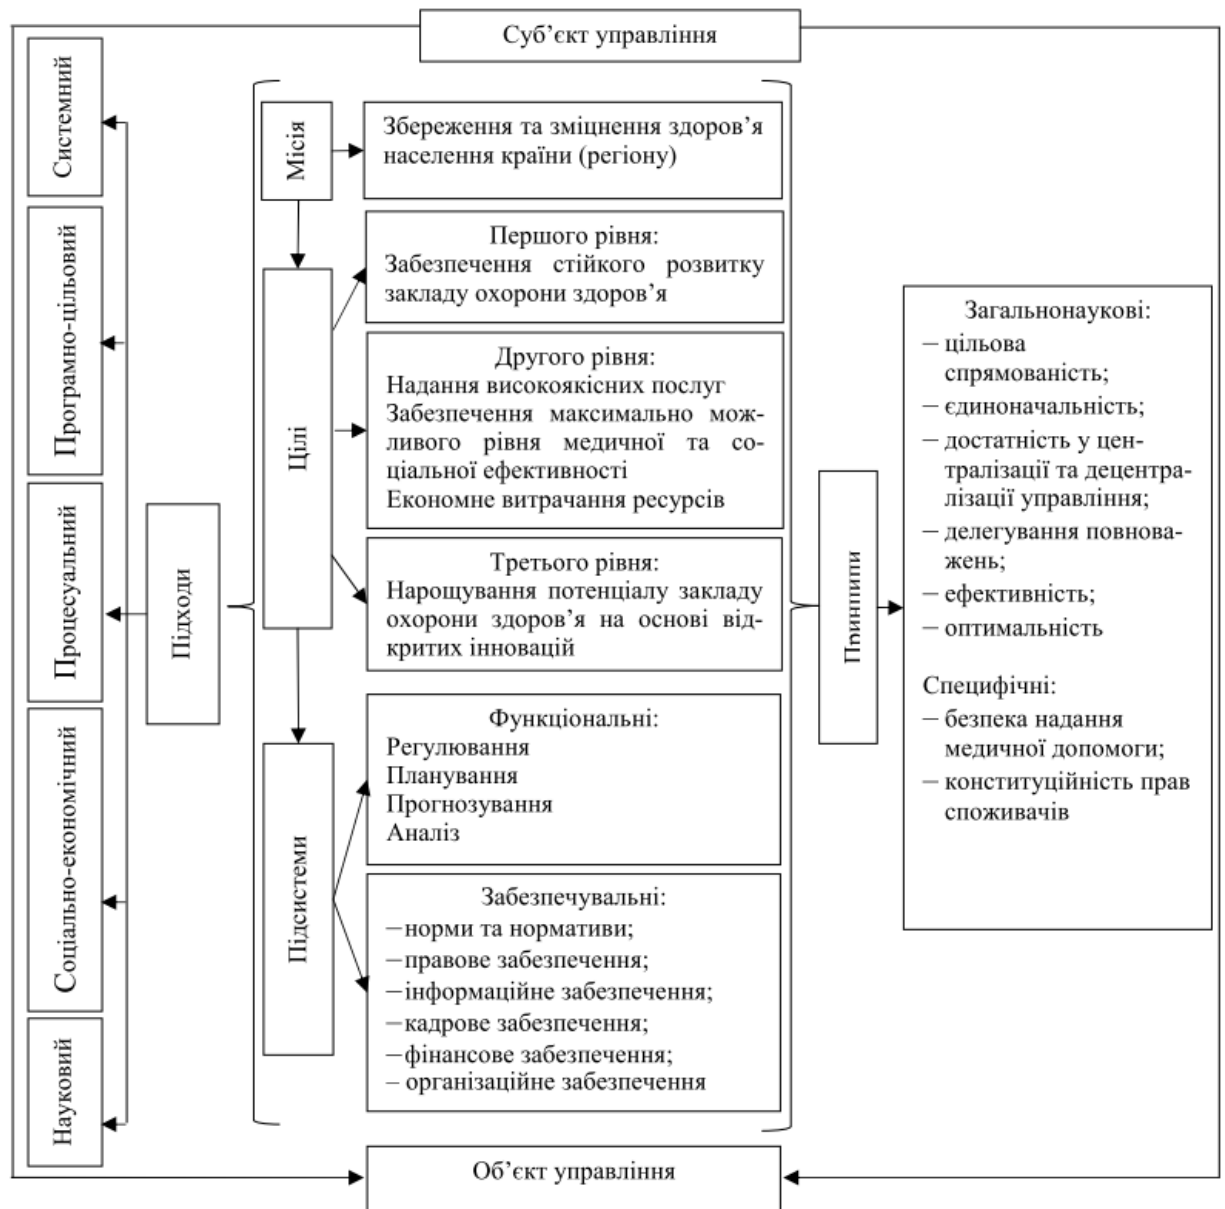 Суб’єкт управління
Системний
Програмно-цільовий
Процесуальний
Соціально-економічний
Науковий
Підходи
Місія
Збереження та зміцнення здоров’я
населення країни (регіону)
Цілі
Першого рівня:
Забезпечення стійкого розвитку
закладу охорони здоров’я
Другого рівня:
Надання високоякісних послуг
Забезпечення максимально мож-
ливого рівня медичної та со-
ціальної ефективності
Економне витрачання ресурсів
Третього рівня:
Нарощування потенціалу закладу
охорони здоров’я на основі від-
критих інновацій
Підсистеми
Функціональні:
Регулювання
Планування
Прогнозування
Аналіз
Забезпечувальні:
–норми та нормативи;
–правове забезпечення;
–інформаційне забезпечення;
–кадрове забезпечення;
–фінансове забезпечення;
– організаційне забезпечення
Принципи
Загальнонаукові:
– цільова
спрямованість;
– єдиноначальність;
– достатність у цен-
тралізації та децентра-
лізації управління;
– делегування повнова-
жень;
– ефективність;
– оптимальність
Специфічні:
– безпека надання
медичної допомоги;
– конституційність прав
споживачів
Об’єкт управління